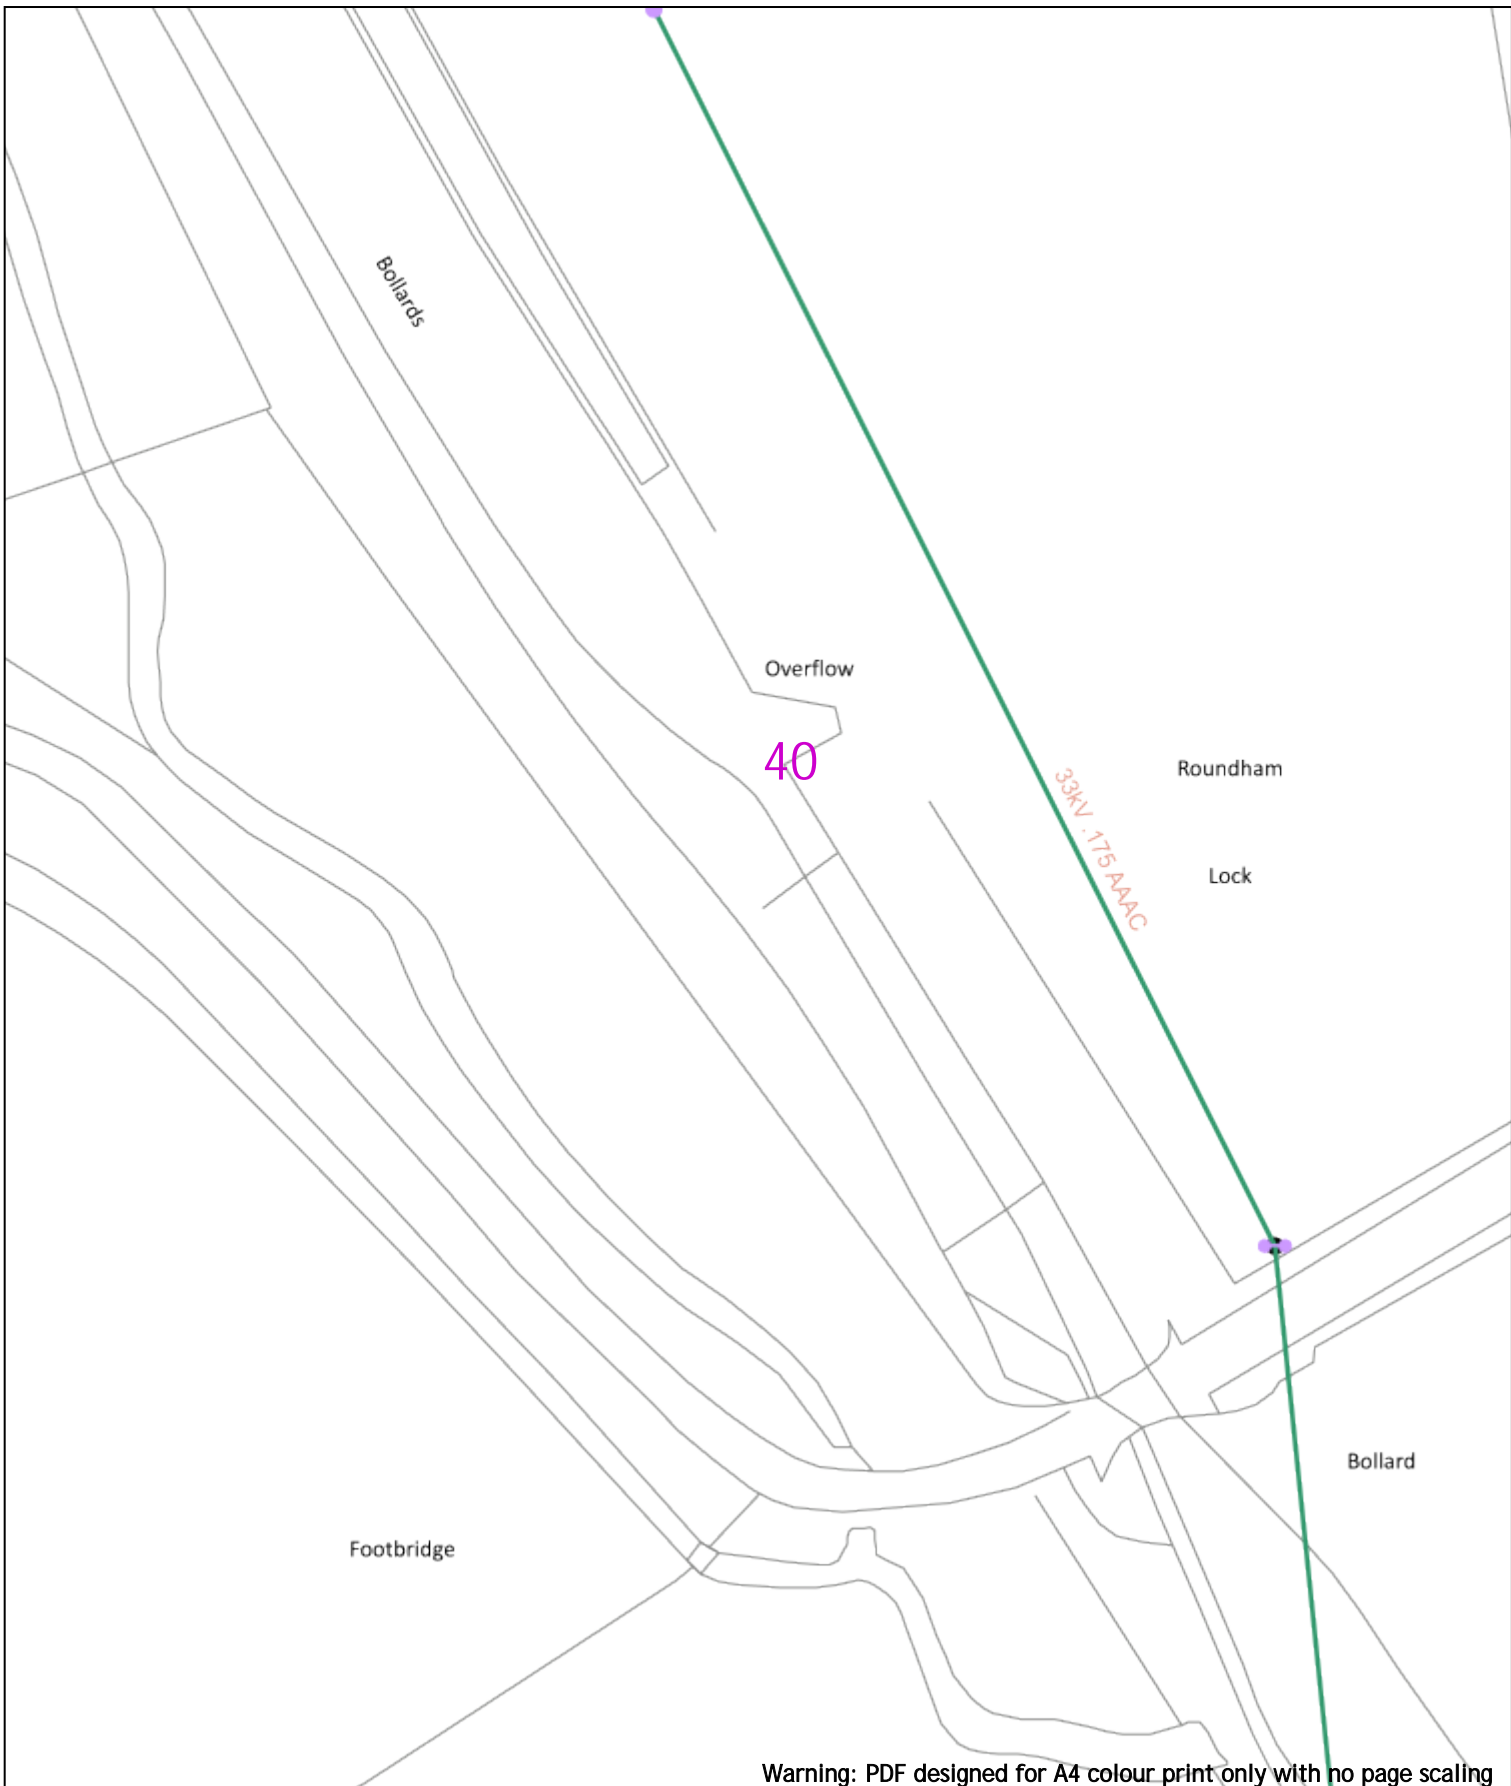 Bollards
Overflow
40
Roundham
33kV .175 AAAC
Lock
Bollard
Footbridge
Warning: PDF designed for A4 colour print only with no page scaling